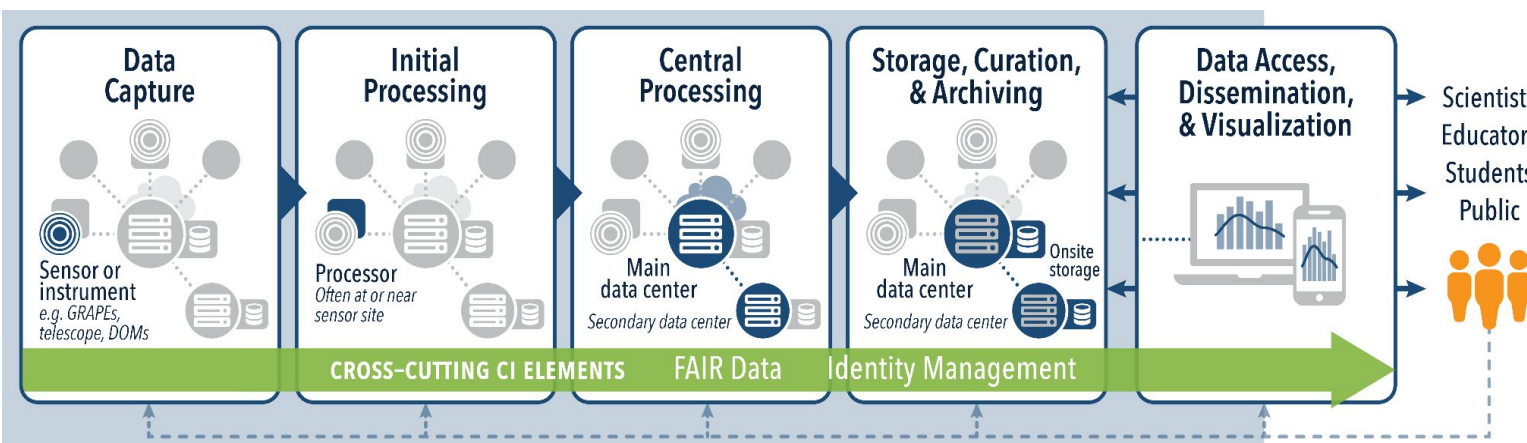 Data
Capture
Sensor or
instrument
e.g. GRAPEs,
telescope, DOMs
Initial
Processing
Processor
Often at or near
sensor site
Central
Processing
Main
data center
Secondary data center
Storage, Curation,
& Archiving
Onsite
storage
Main
data center
Secondary data center
Data Access,
Dissemination,
& Visualization
Scientist
Educator
Students
Public
CROSS–CUTTING CI ELEMENTS FAIR Data Identity Management